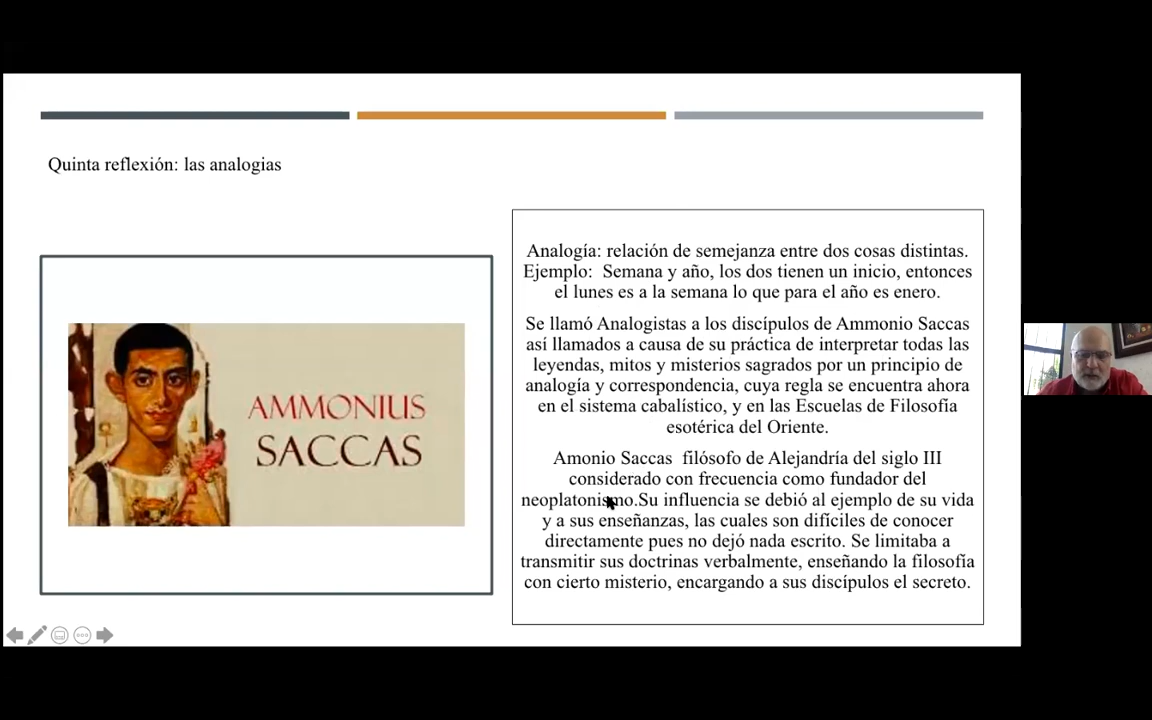 Quinta reflexión: las analogias
AMMONIUS
SACCAS
Analogía: relación de semejanza entre dos cosas distintas.
Ejemplo: Semana y año, los dos tienen un inicio, entonces
el lunes es a la semana lo que para el año es enero.
Se llamó Analogistas a los discípulos de Ammonio Saccas
así llamados a causa de su práctica de interpretar todas las
leyendas, mitos y misterios sagrados por un principio de
analogía y correspondencia, cuya regla se encuentra ahora
en el sistema cabalístico, y en las Escuelas de Filosofía
esotérica del Oriente.
Amonio Saccas filósofo de Alejandría del siglo III
considerado con frecuencia como fundador del
neoplatonismo.Su influencia se debió al ejemplo de su vida
y a sus enseñanzas, las cuales son difíciles de conocer
directamente pues no dejó nada escrito. Se limitaba a
transmitir sus doctrinas verbalmente, enseñando la filosofía
con cierto misterio, encargando a sus discípulos el secreto.